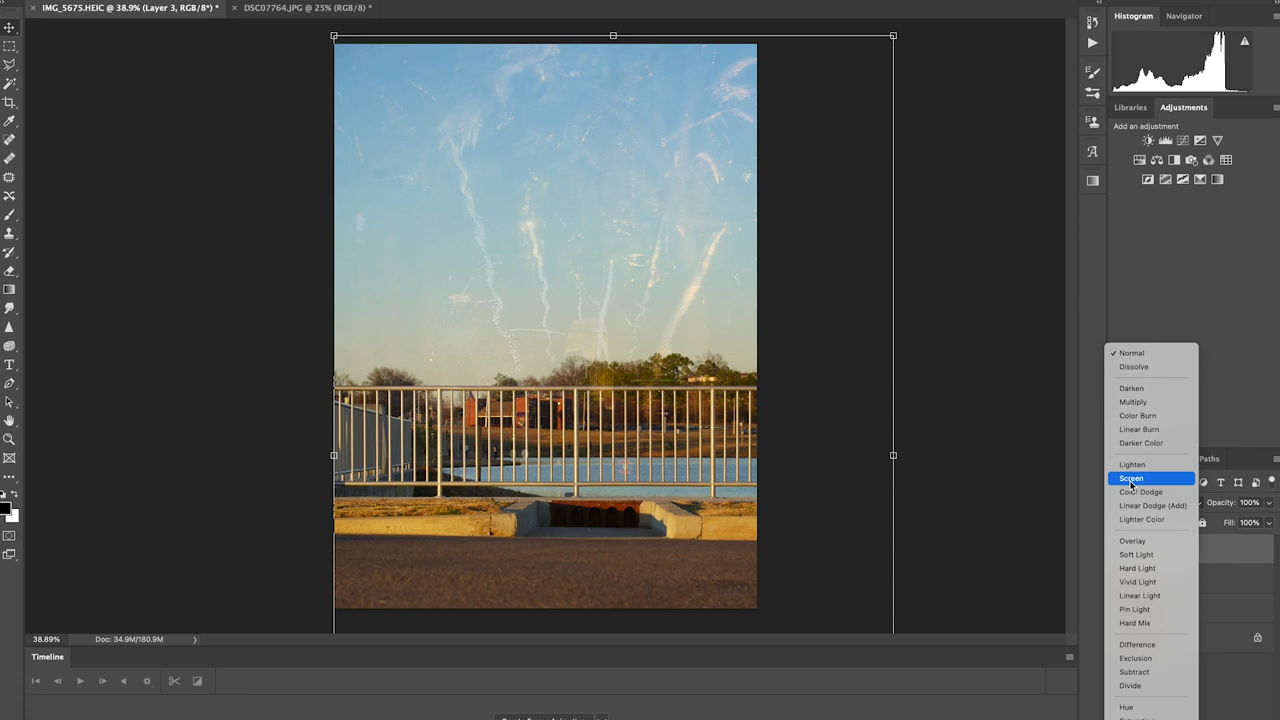 IMG_5675.HEIC @ 38.9% (Layer 3, RGB/8*) *
DSC07764.JPG @ 25% (RGB/8) *
Histogram
Navigator
Libraries
Adjustments
Add an adjustment
Normal
Dissolve
Darken
Multiply
Color Burn
Linear Burn
Darker Color
Lighten
Screen
Color Dodge
Linear Dodge (Add)
Lighter Color
Overlay
Soft Light
Hard Light
Vivid Light
Linear Light
Pin Light
Hard Mix
Difference
Exclusion
Subtract
Divide
Hue
Paths
Opacity: 100%
Fill: 100%
38.89%
Doc: 34.9M/180.9M
Timeline